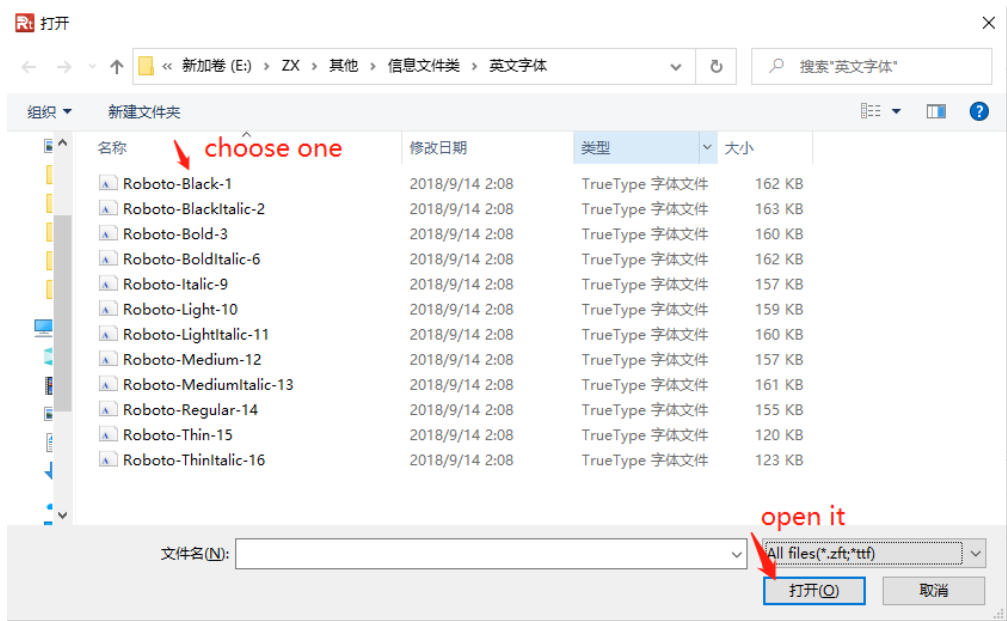 Rt 打开
« 新加卷 (E:) › ZX › 其他 › 信息文件类 › 英文字体 搜索"英文字体"
组织 新建文件夹 ?
名称 choose one 修改日期 类型 大小
Roboto-Black-1 2018/9/14 2:08 TrueType 字体文件 162 KB
Roboto-BlackItalic-2 2018/9/14 2:08 TrueType 字体文件 163 KB
Roboto-Bold-3 2018/9/14 2:08 TrueType 字体文件 160 KB
Roboto-BoldItalic-6 2018/9/14 2:08 TrueType 字体文件 162 KB
Roboto-Italic-9 2018/9/14 2:08 TrueType 字体文件 157 KB
Roboto-Light-10 2018/9/14 2:08 TrueType 字体文件 159 KB
Roboto-LightItalic-11 2018/9/14 2:08 TrueType 字体文件 160 KB
Roboto-Medium-12 2018/9/14 2:08 TrueType 字体文件 157 KB
Roboto-MediumItalic-13 2018/9/14 2:08 TrueType 字体文件 161 KB
Roboto-Regular-14 2018/9/14 2:08 TrueType 字体文件 155 KB
Roboto-Thin-15 2018/9/14 2:08 TrueType 字体文件 120 KB
Roboto-ThinItalic-16 2018/9/14 2:08 TrueType 字体文件 123 KB
open it
文件名(N): All files(*.zft;*ttf)
打开(O) 取消